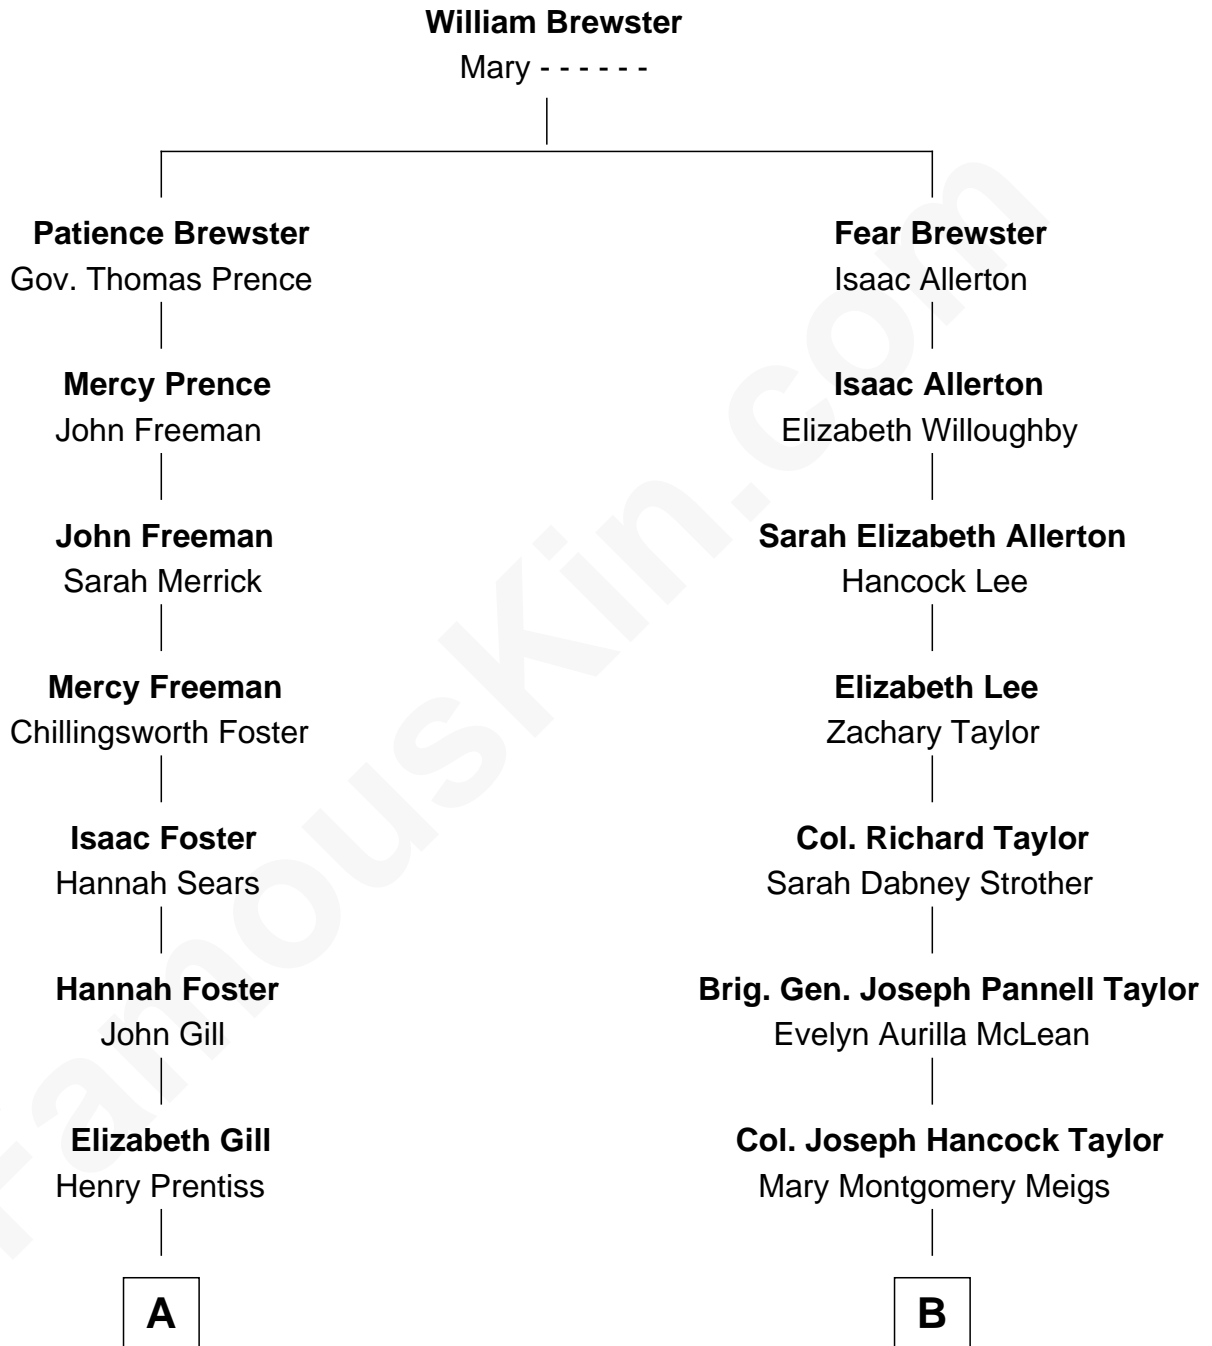 William Brewster
Mary - - - - - -
Patience Brewster
Gov. Thomas Prence
Fear Brewster
Isaac Allerton
Mercy Prence
John Freeman
Isaac Allerton
Elizabeth Willoughby
John Freeman
Sarah Merrick
Sarah Elizabeth Allerton
Hancock Lee
Mercy Freeman
Chillingsworth Foster
Elizabeth Lee
Zachary Taylor
Isaac Foster
Hannah Sears
Col. Richard Taylor
Sarah Dabney Strother
Hannah Foster
John Gill
Brig. Gen. Joseph Pannell Taylor
Evelyn Aurilla McLean
Elizabeth Gill
Henry Prentiss
Col. Joseph Hancock Taylor
Mary Montgomery Meigs
A
B
FamousKin.com